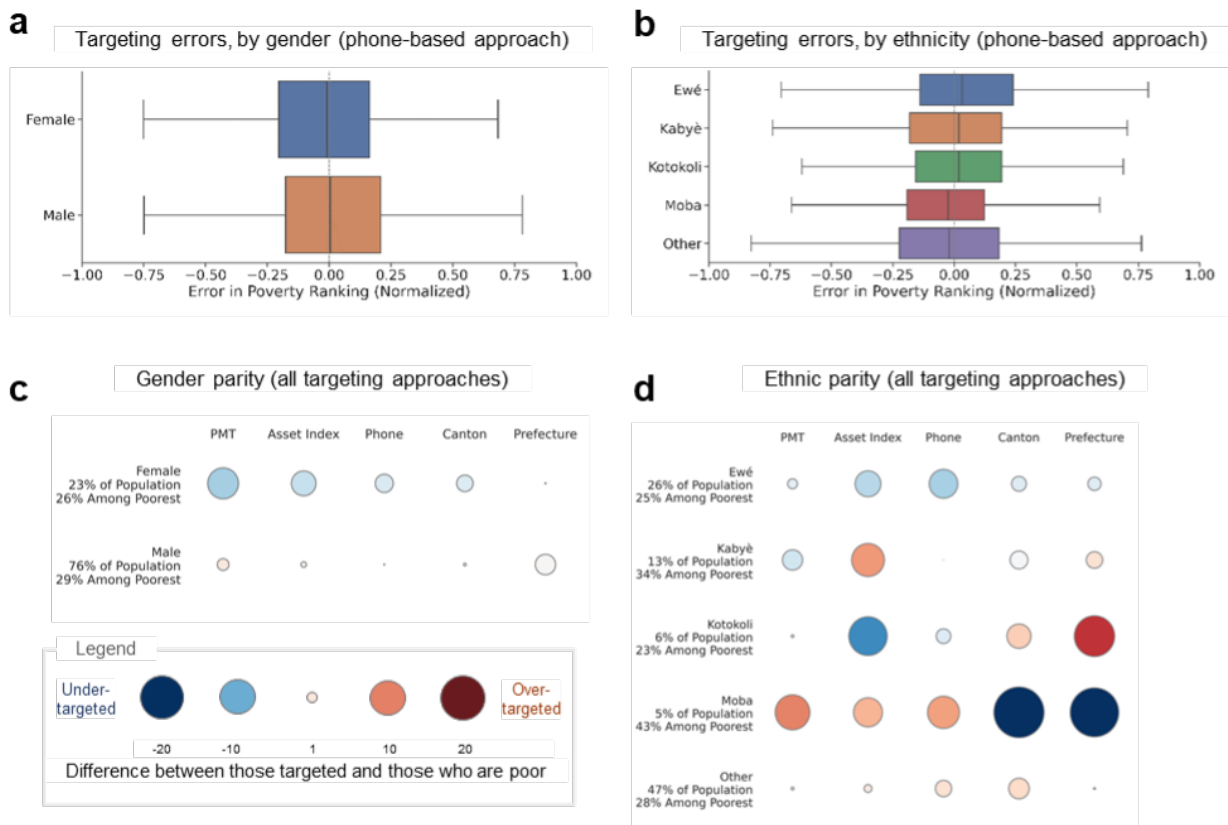 a
Targeting errors, by gender (phone-based approach)
Female
Male
−1.00 −0.75 −0.50 −0.25 0.00 0.25 0.50 0.75 1.00
Error in Poverty Ranking (Normalized)
b
Targeting errors, by ethnicity (phone-based approach)
Ewé
Kabyè
Kotokoli
Moba
Other
−1.00 −0.75 −0.50 −0.25 0.00 0.25 0.50 0.75 1.00
Error in Poverty Ranking (Normalized)
c
Gender parity (all targeting approaches)
PMT Asset Index Phone Canton Prefecture
Female
23% of Population
26% Among Poorest
Male
76% of Population
29% Among Poorest
Legend
Under-
targeted
Over-
targeted
-20 -10 1 10 20
Difference between those targeted and those who are poor
d
Ethnic parity (all targeting approaches)
PMT Asset Index Phone Canton Prefecture
Ewé
26% of Population
25% Among Poorest
Kabyè
13% of Population
34% Among Poorest
Kotokoli
6% of Population
23% Among Poorest
Moba
5% of Population
43% Among Poorest
Other
47% of Population
28% Among Poorest